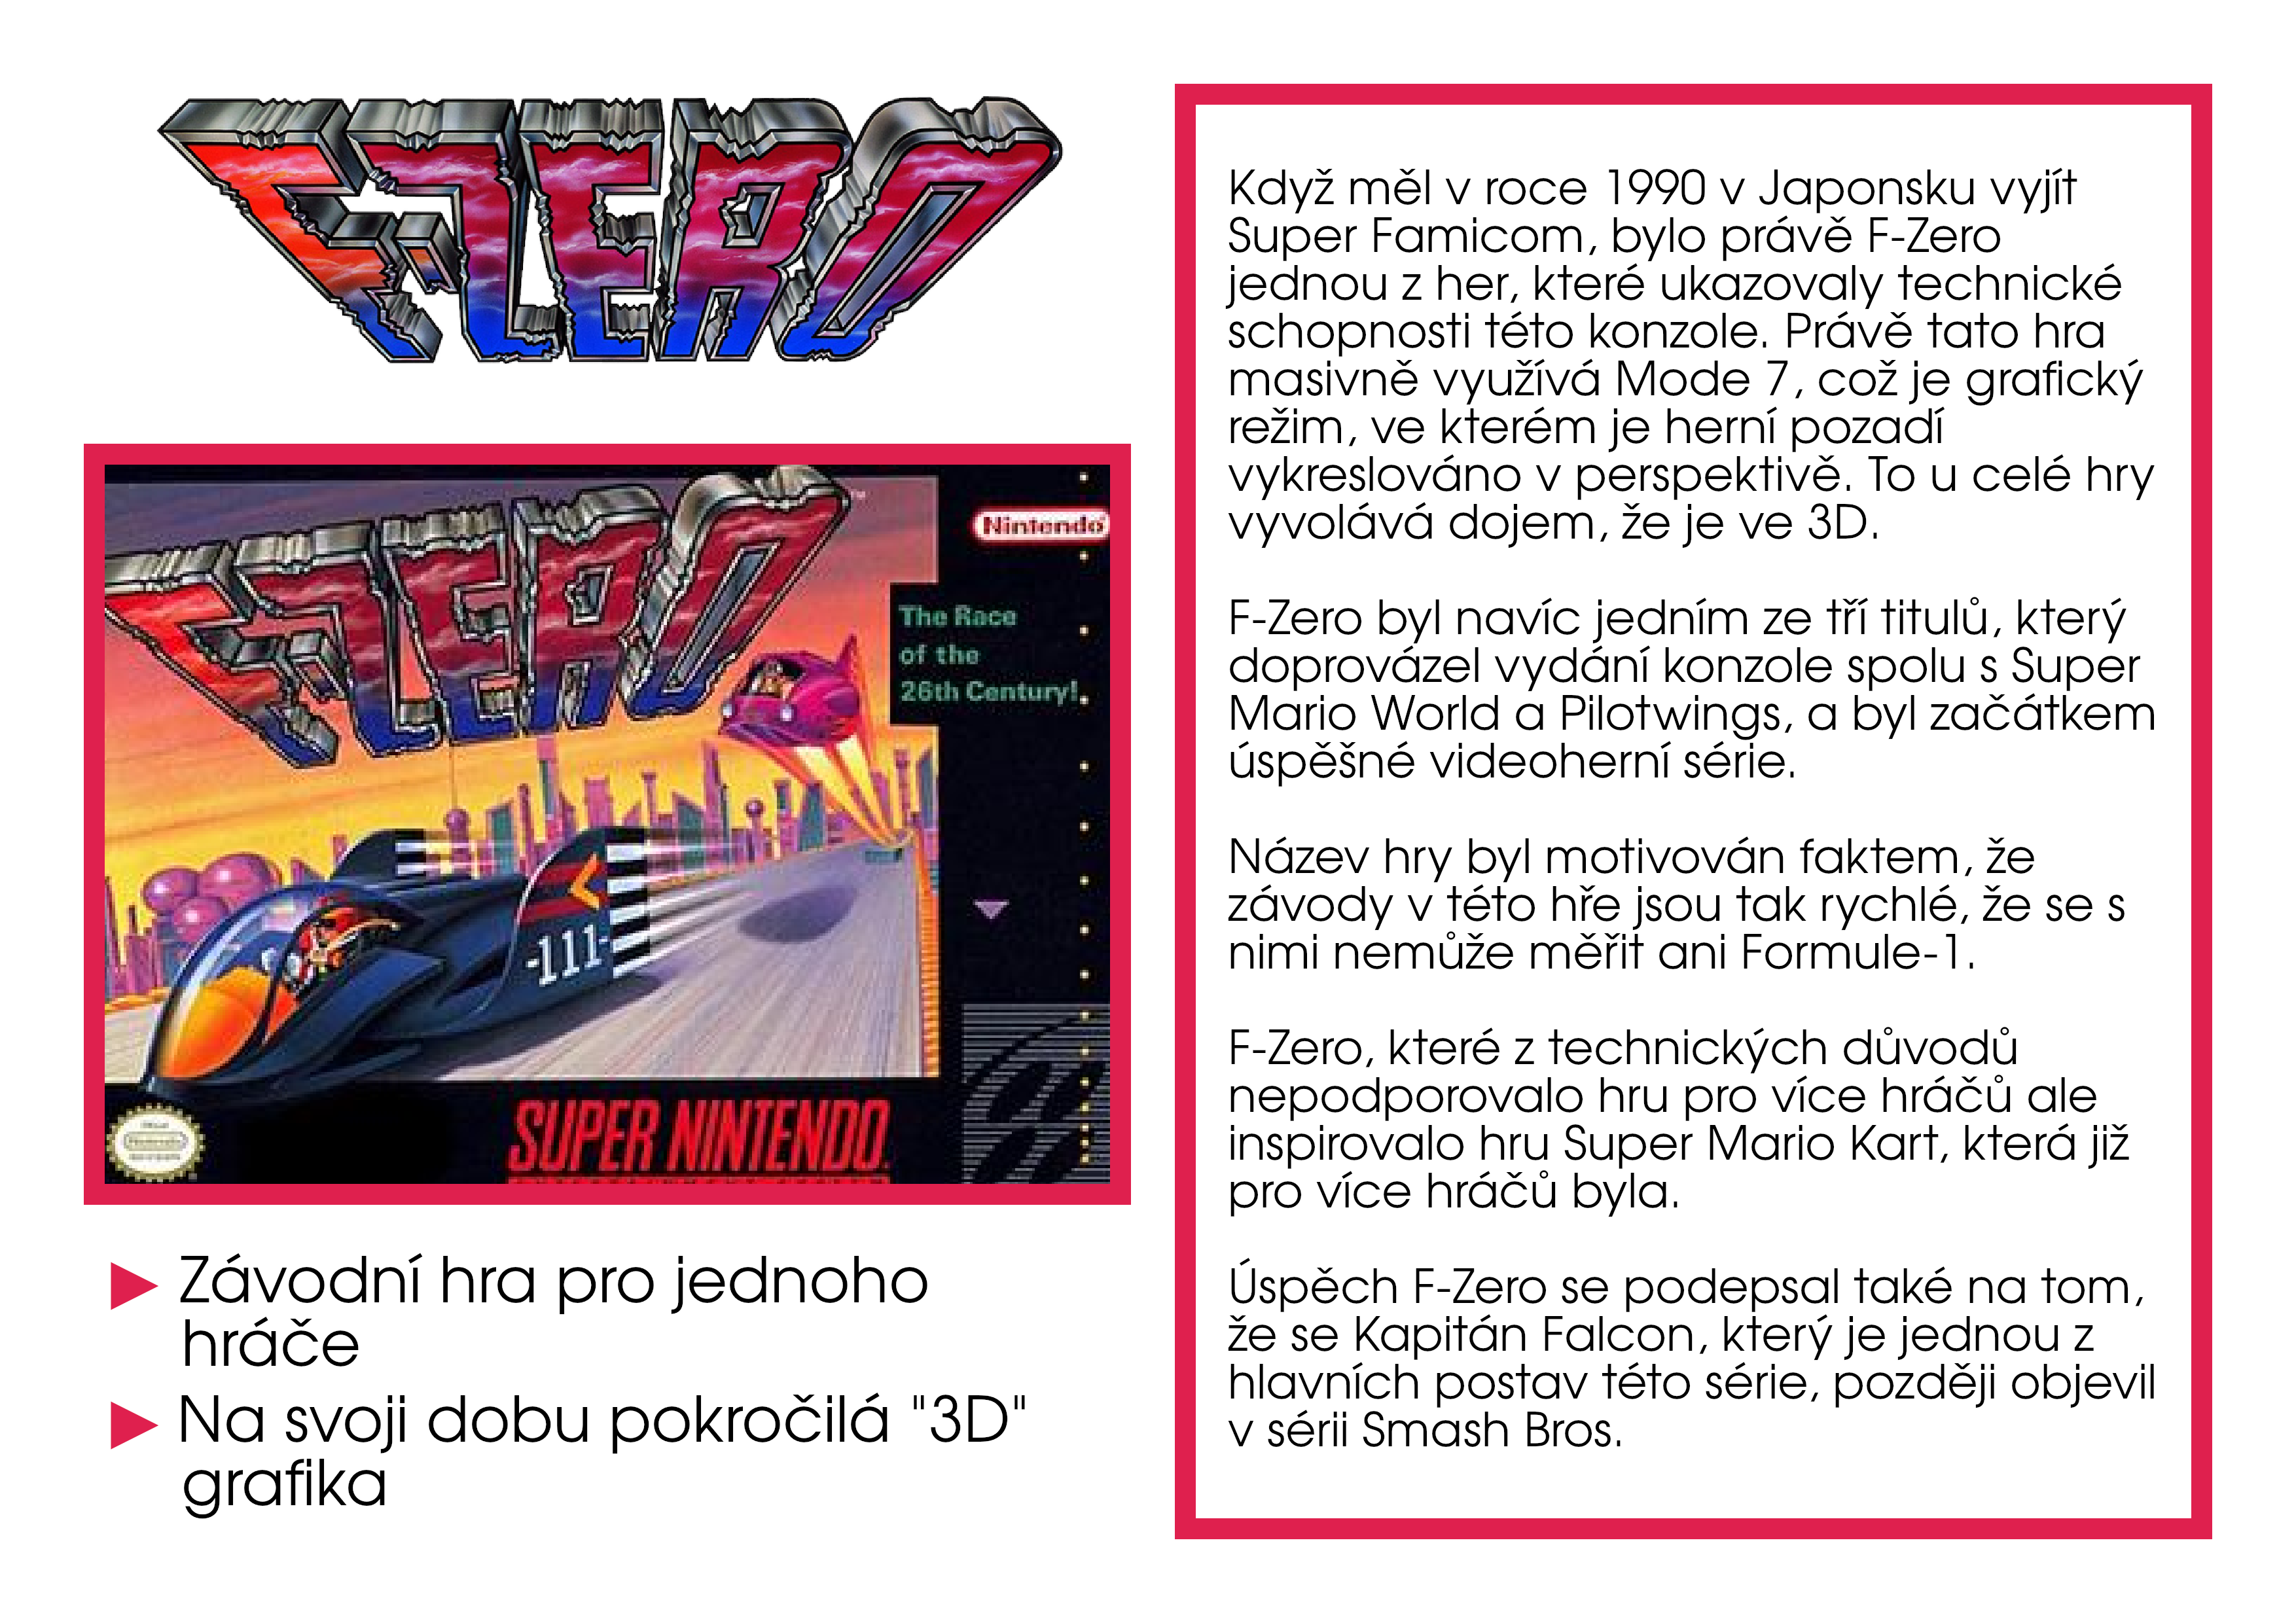 F-ZERO
F-ZERO
Nintendo
The Race
of the
26th Century!
-111-
SUPER NINTENDO
Nintendo
Závodní hra pro jednoho
hráče
Na svoji dobu pokročilá "3D"
grafika
Když měl v roce 1990 v Japonsku vyjít
Super Famicom, bylo právě F-Zero
jednou z her, které ukazovaly technické
schopnosti této konzole. Právě tato hra
masivně využívá Mode 7, což je grafický
režim, ve kterém je herní pozadí
vykreslováno v perspektivě. To u celé hry
vyvolává dojem, že je ve 3D.
F-Zero byl navíc jedním ze tří titulů, který
doprovázel vydání konzole spolu s Super
Mario World a Pilotwings, a byl začátkem
úspěšné videoherní série.
Název hry byl motivován faktem, že
závody v této hře jsou tak rychlé, že se s
nimi nemůže měřit ani Formule-1.
F-Zero, které z technických důvodů
nepodporovalo hru pro více hráčů ale
inspirovalo hru Super Mario Kart, která již
pro více hráčů byla.
Úspěch F-Zero se podepsal také na tom,
že se Kapitán Falcon, který je jednou z
hlavních postav této série, později objevil
v sérii Smash Bros.